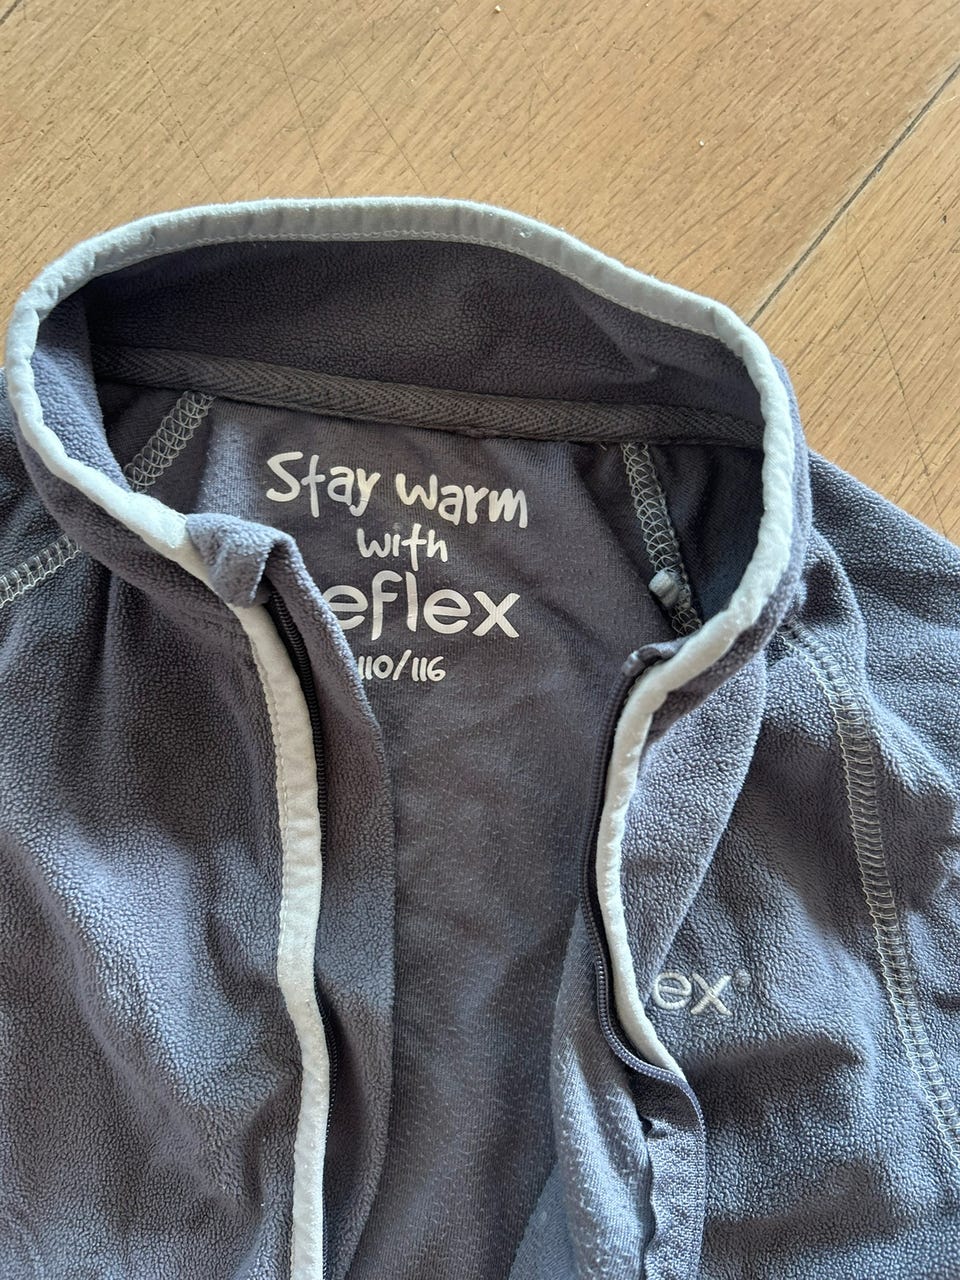 Stay warm
with
eflex
110/116
ex